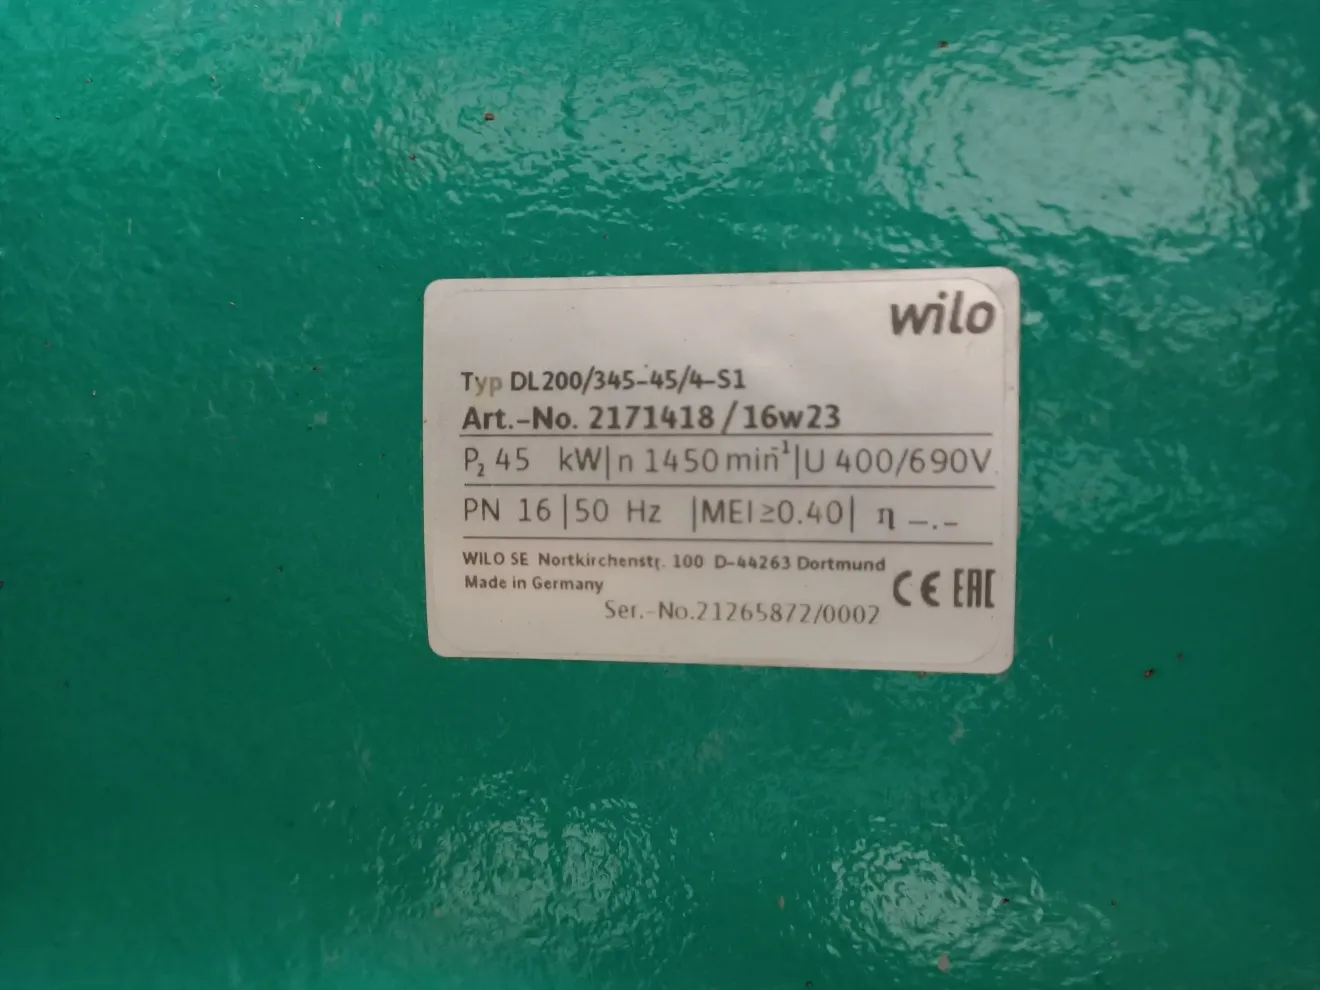 wilo
Typ DL200/345-45/4-S1
Art.-No. 2171418/16w23
P₂ 45 kW|n 1450 min⁻¹|U 400/690V
PN 16|50 Hz |MEI≥0.40| η –.–
WILO SE Nortkirchenstr. 100 D-44263 Dortmund
Made in Germany
CE EAC
Ser.-No.21265872/0002